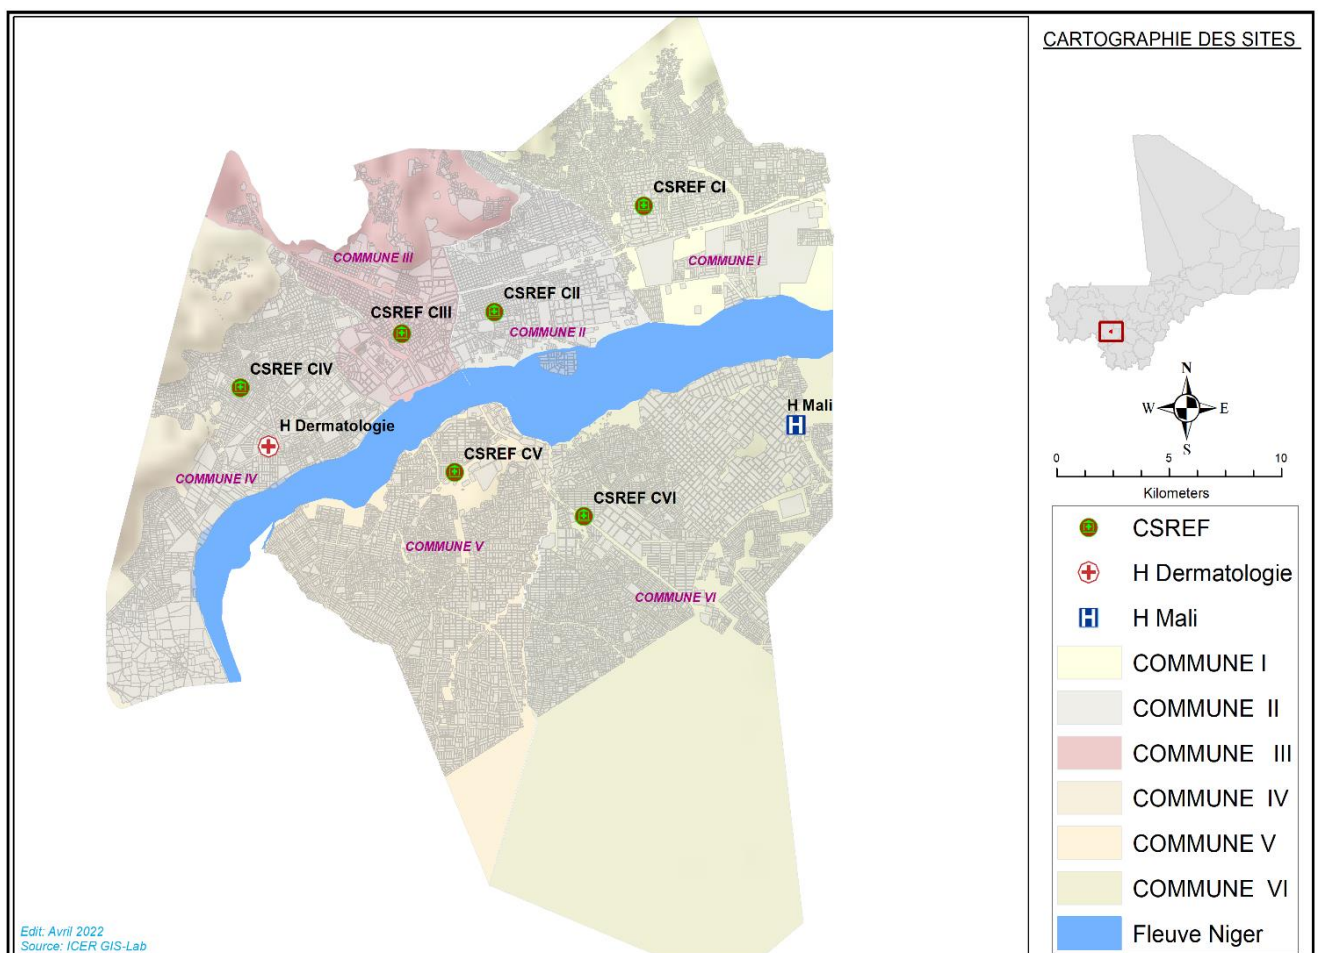 CARTOGRAPHIE DES SITES
CSREF CI
COMMUNE III
COMMUNE I
CSREF CII
CSREF CIII
COMMUNE II
CSREF CIV
H Mali
H Dermatologie
CSREF CV
COMMUNE IV
CSREF CVI
COMMUNE V
COMMUNE VI
N
W E
S
0 5 10
Kilometers
CSREF
H Dermatologie
H H Mali
COMMUNE I
COMMUNE II
COMMUNE III
COMMUNE IV
COMMUNE V
COMMUNE VI
Fleuve Niger
Edit: Avril 2022
Source: ICER GIS-Lab